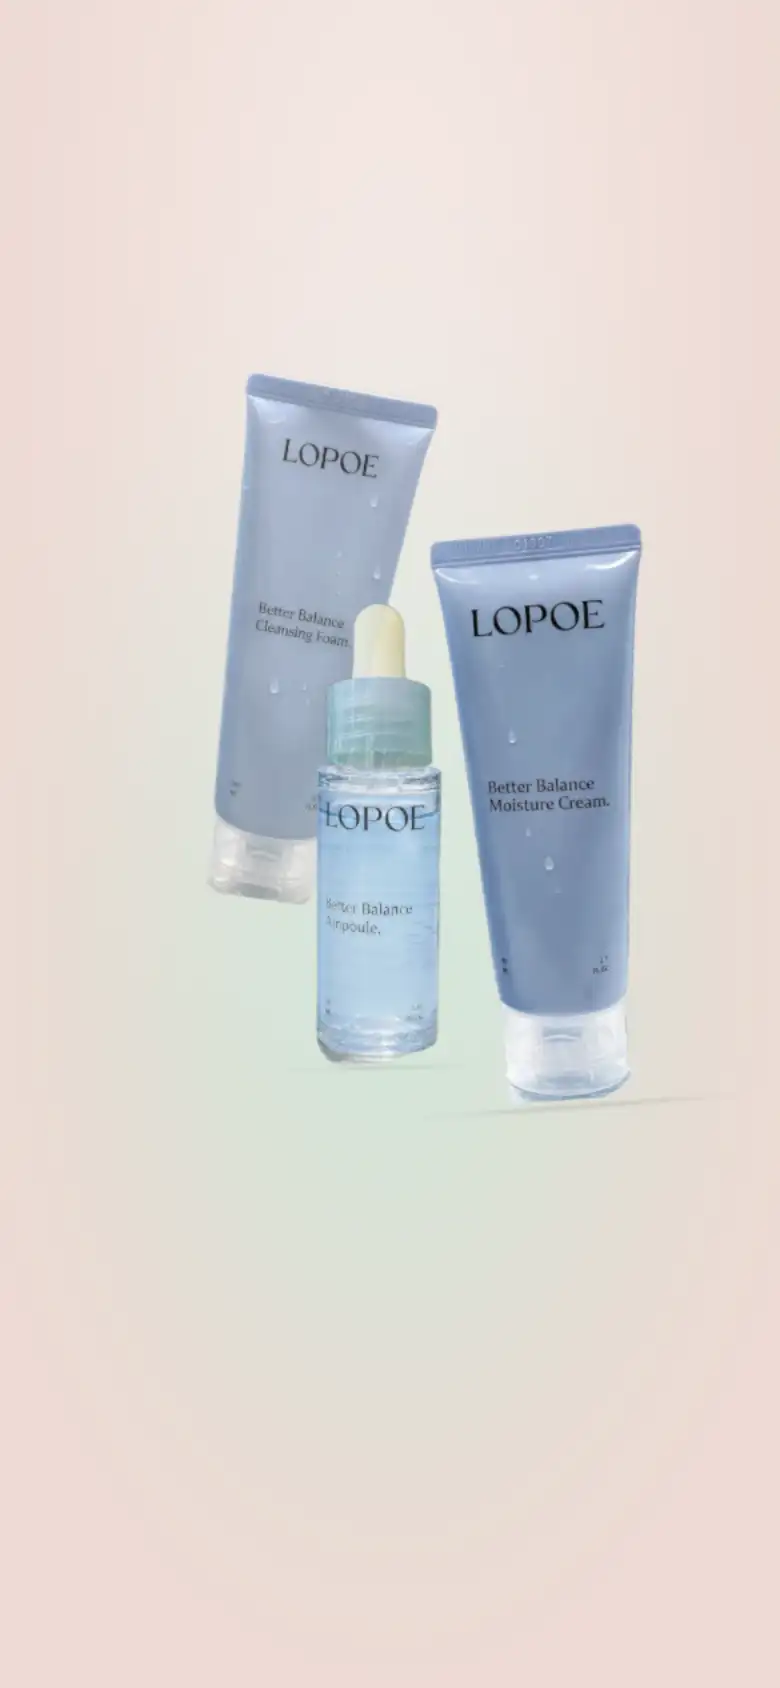 LOPOE
Better Balance
Cleansing Foam.
LOPOE
Better Balance
Ampoule.
LOPOE
Better Balance
Moisture Cream.